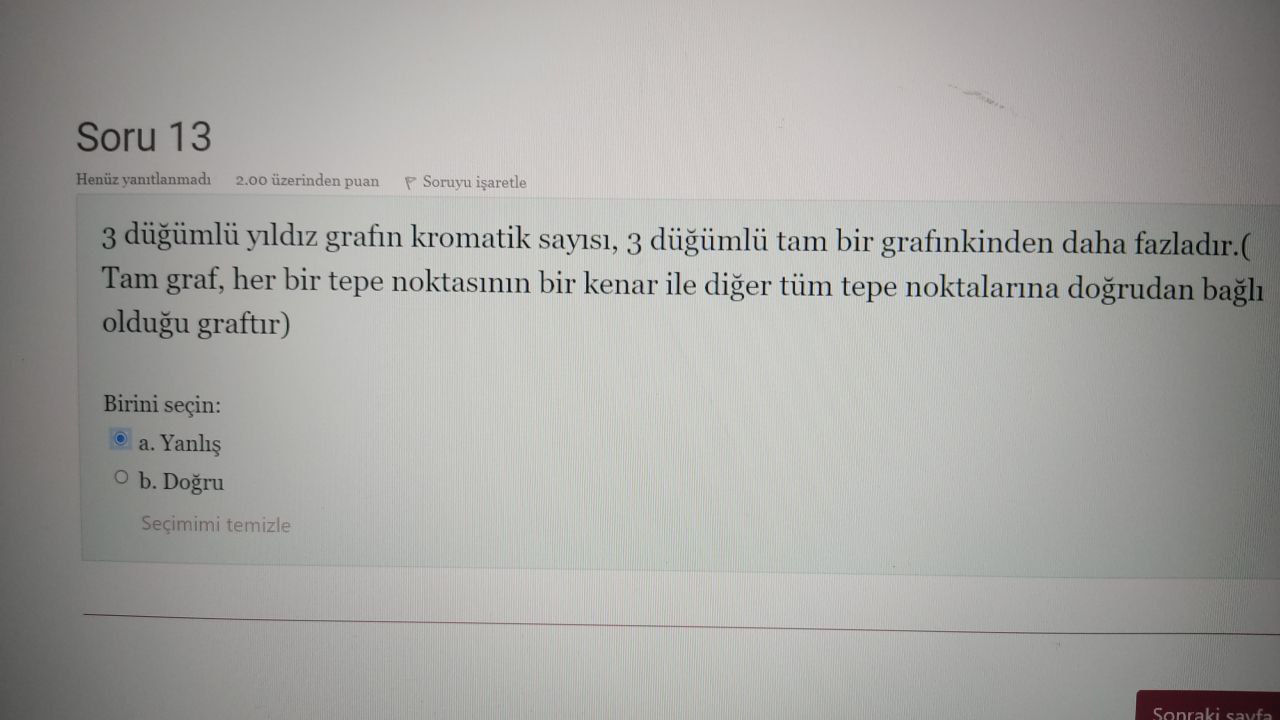 Soru 13
Henüz yanıtlanmadı 2.00 üzerinden puan Soruyu işaretle
3 düğümlü yıldız grafın kromatik sayısı, 3 düğümlü tam bir grafınkinden daha fazladır.(
Tam graf, her bir tepe noktasının bir kenar ile diğer tüm tepe noktalarına doğrudan bağlı
olduğu graftır)
Birini seçin:
a. Yanlış
b. Doğru
Seçimimi temizle
Sonraki sayfa